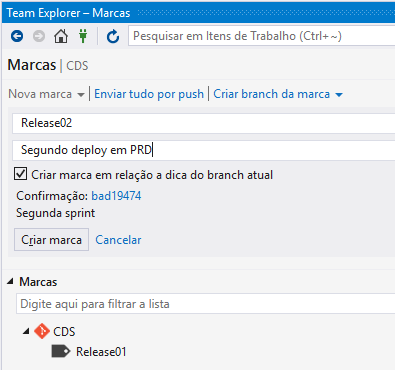 Team Explorer – Marcas
Pesquisar em Itens de Trabalho (Ctrl+~)
Marcas | CDS
Nova marca | Enviar tudo por push | Criar branch da marca
Release02
Segundo deploy em PRD
Criar marca em relação a dica do branch atual
Confirmação: bad19474
Segunda sprint
Criar marca Cancelar
Marcas
Digite aqui para filtrar a lista
CDS
Release01